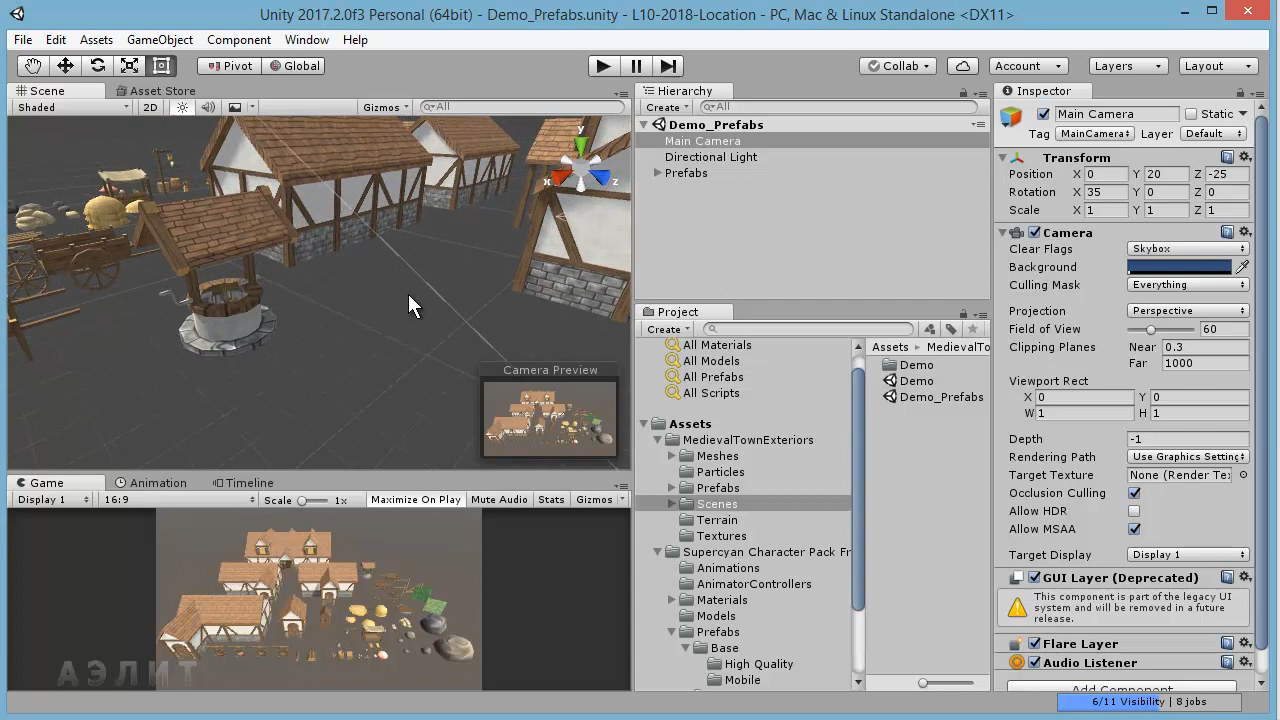 Unity 2017.2.0f3 Personal (64bit) - Demo_Prefabs.unity - L10-2018-Location - PC, Mac & Linux Standalone <DX11>
File Edit Assets GameObject Component Window Help
Pivot Global Collab Account Layers Layout
Scene Asset Store
Shaded 2D Gizmos All
y
x z
Camera Preview
Game Animation Timeline
Display 1 16:9 Scale 1x Maximize On Play Mute Audio Stats Gizmos
АЭЛИТ
Hierarchy
Create All
Demo_Prefabs
Main Camera
Directional Light
Prefabs
Project
Create
All Materials
All Models
All Prefabs
All Scripts
Assets
MedievalTownExteriors
Meshes
Particles
Prefabs
Scenes
Terrain
Textures
Supercyan Character Pack Fr
Animations
AnimatorControllers
Materials
Models
Prefabs
Base
High Quality
Mobile
Assets MedievalTo
Demo
Demo
Demo_Prefabs
Inspector
Main Camera Static
Tag MainCamera Layer Default
Transform
Position X 0 Y 20 Z -25
Rotation X 35 Y 0 Z 0
Scale X 1 Y 1 Z 1
Camera
Clear Flags Skybox
Background
Culling Mask Everything
Projection Perspective
Field of View 60
Clipping Planes Near 0.3
Far 1000
Viewport Rect
X 0 Y 0
W 1 H 1
Depth -1
Rendering Path Use Graphics Setting
Target Texture None (Render Te
Occlusion Culling
Allow HDR
Allow MSAA
Target Display Display 1
GUI Layer (Deprecated)
This component is part of the legacy UI
system and will be removed in a future
release.
Flare Layer
Audio Listener
Add Component
6/11 Visibility | 8 jobs